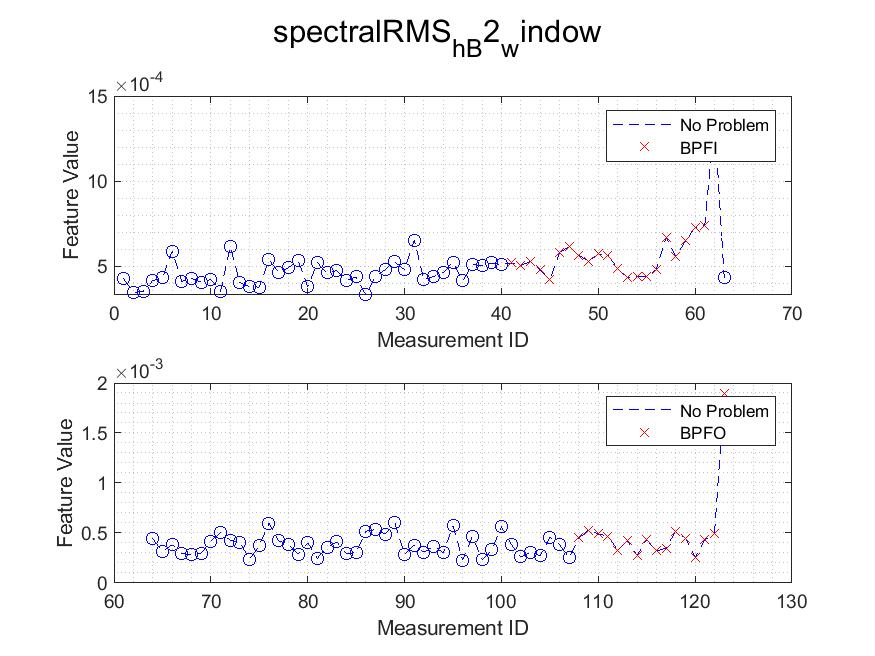 spectralRMS_hB2_window
×10^-4
15
10
5
Feature Value
No Problem
BPFI
0 10 20 30 40 50 60 70
Measurement ID
×10^-3
2
1.5
1
0.5
0
Feature Value
No Problem
BPFO
60 70 80 90 100 110 120 130
Measurement ID